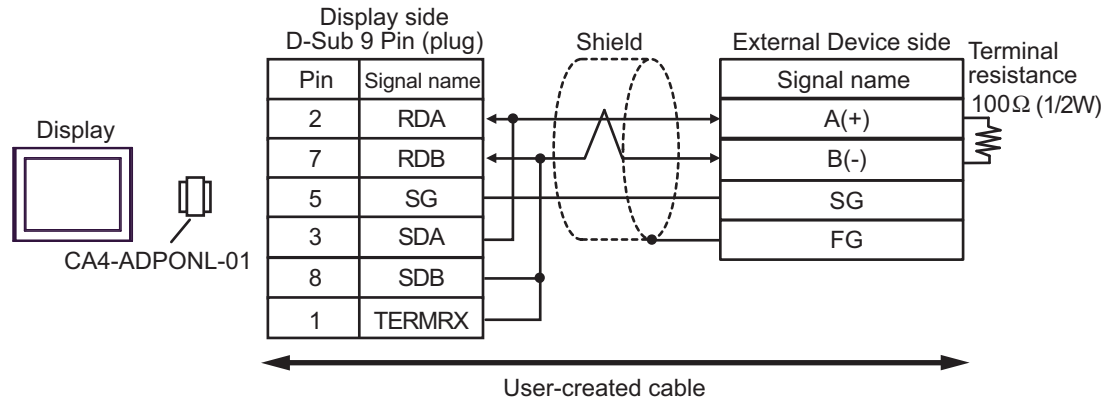 Display side
D-Sub 9 Pin (plug)
Shield
External Device side
Terminal
resistance
100Ω (1/2W)
Pin
Signal name
Signal name
2
RDA
A(+)
Display
7
RDB
B(-)
5
SG
SG
3
SDA
FG
CA4-ADPONL-01
8
SDB
1
TERMRX
User-created cable